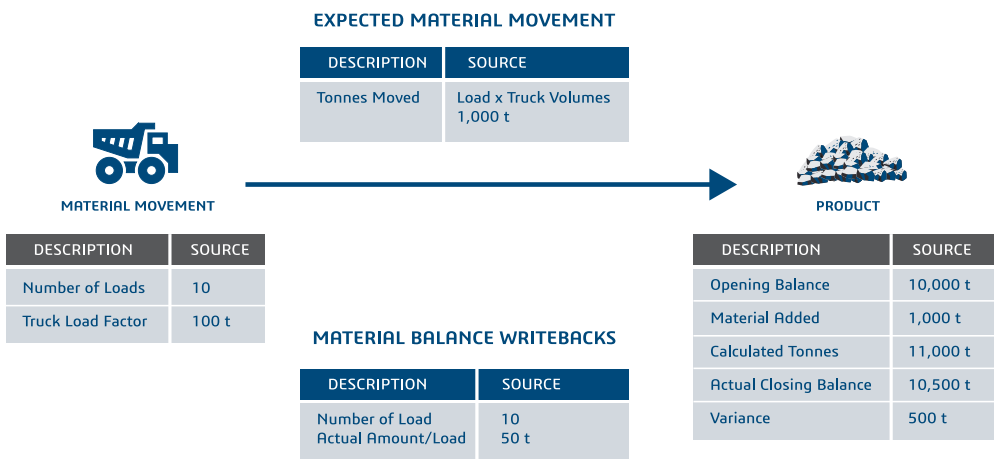 EXPECTED MATERIAL MOVEMENT
DESCRIPTION SOURCE
Tonnes Moved Load x Truck Volumes
1,000 t
MATERIAL MOVEMENT
DESCRIPTION SOURCE
Number of Loads 10
Truck Load Factor 100 t
MATERIAL BALANCE WRITEBACKS
DESCRIPTION SOURCE
Number of Load 10
Actual Amount/Load 50 t
PRODUCT
DESCRIPTION SOURCE
Opening Balance 10,000 t
Material Added 1,000 t
Calculated Tonnes 11,000 t
Actual Closing Balance 10,500 t
Variance 500 t